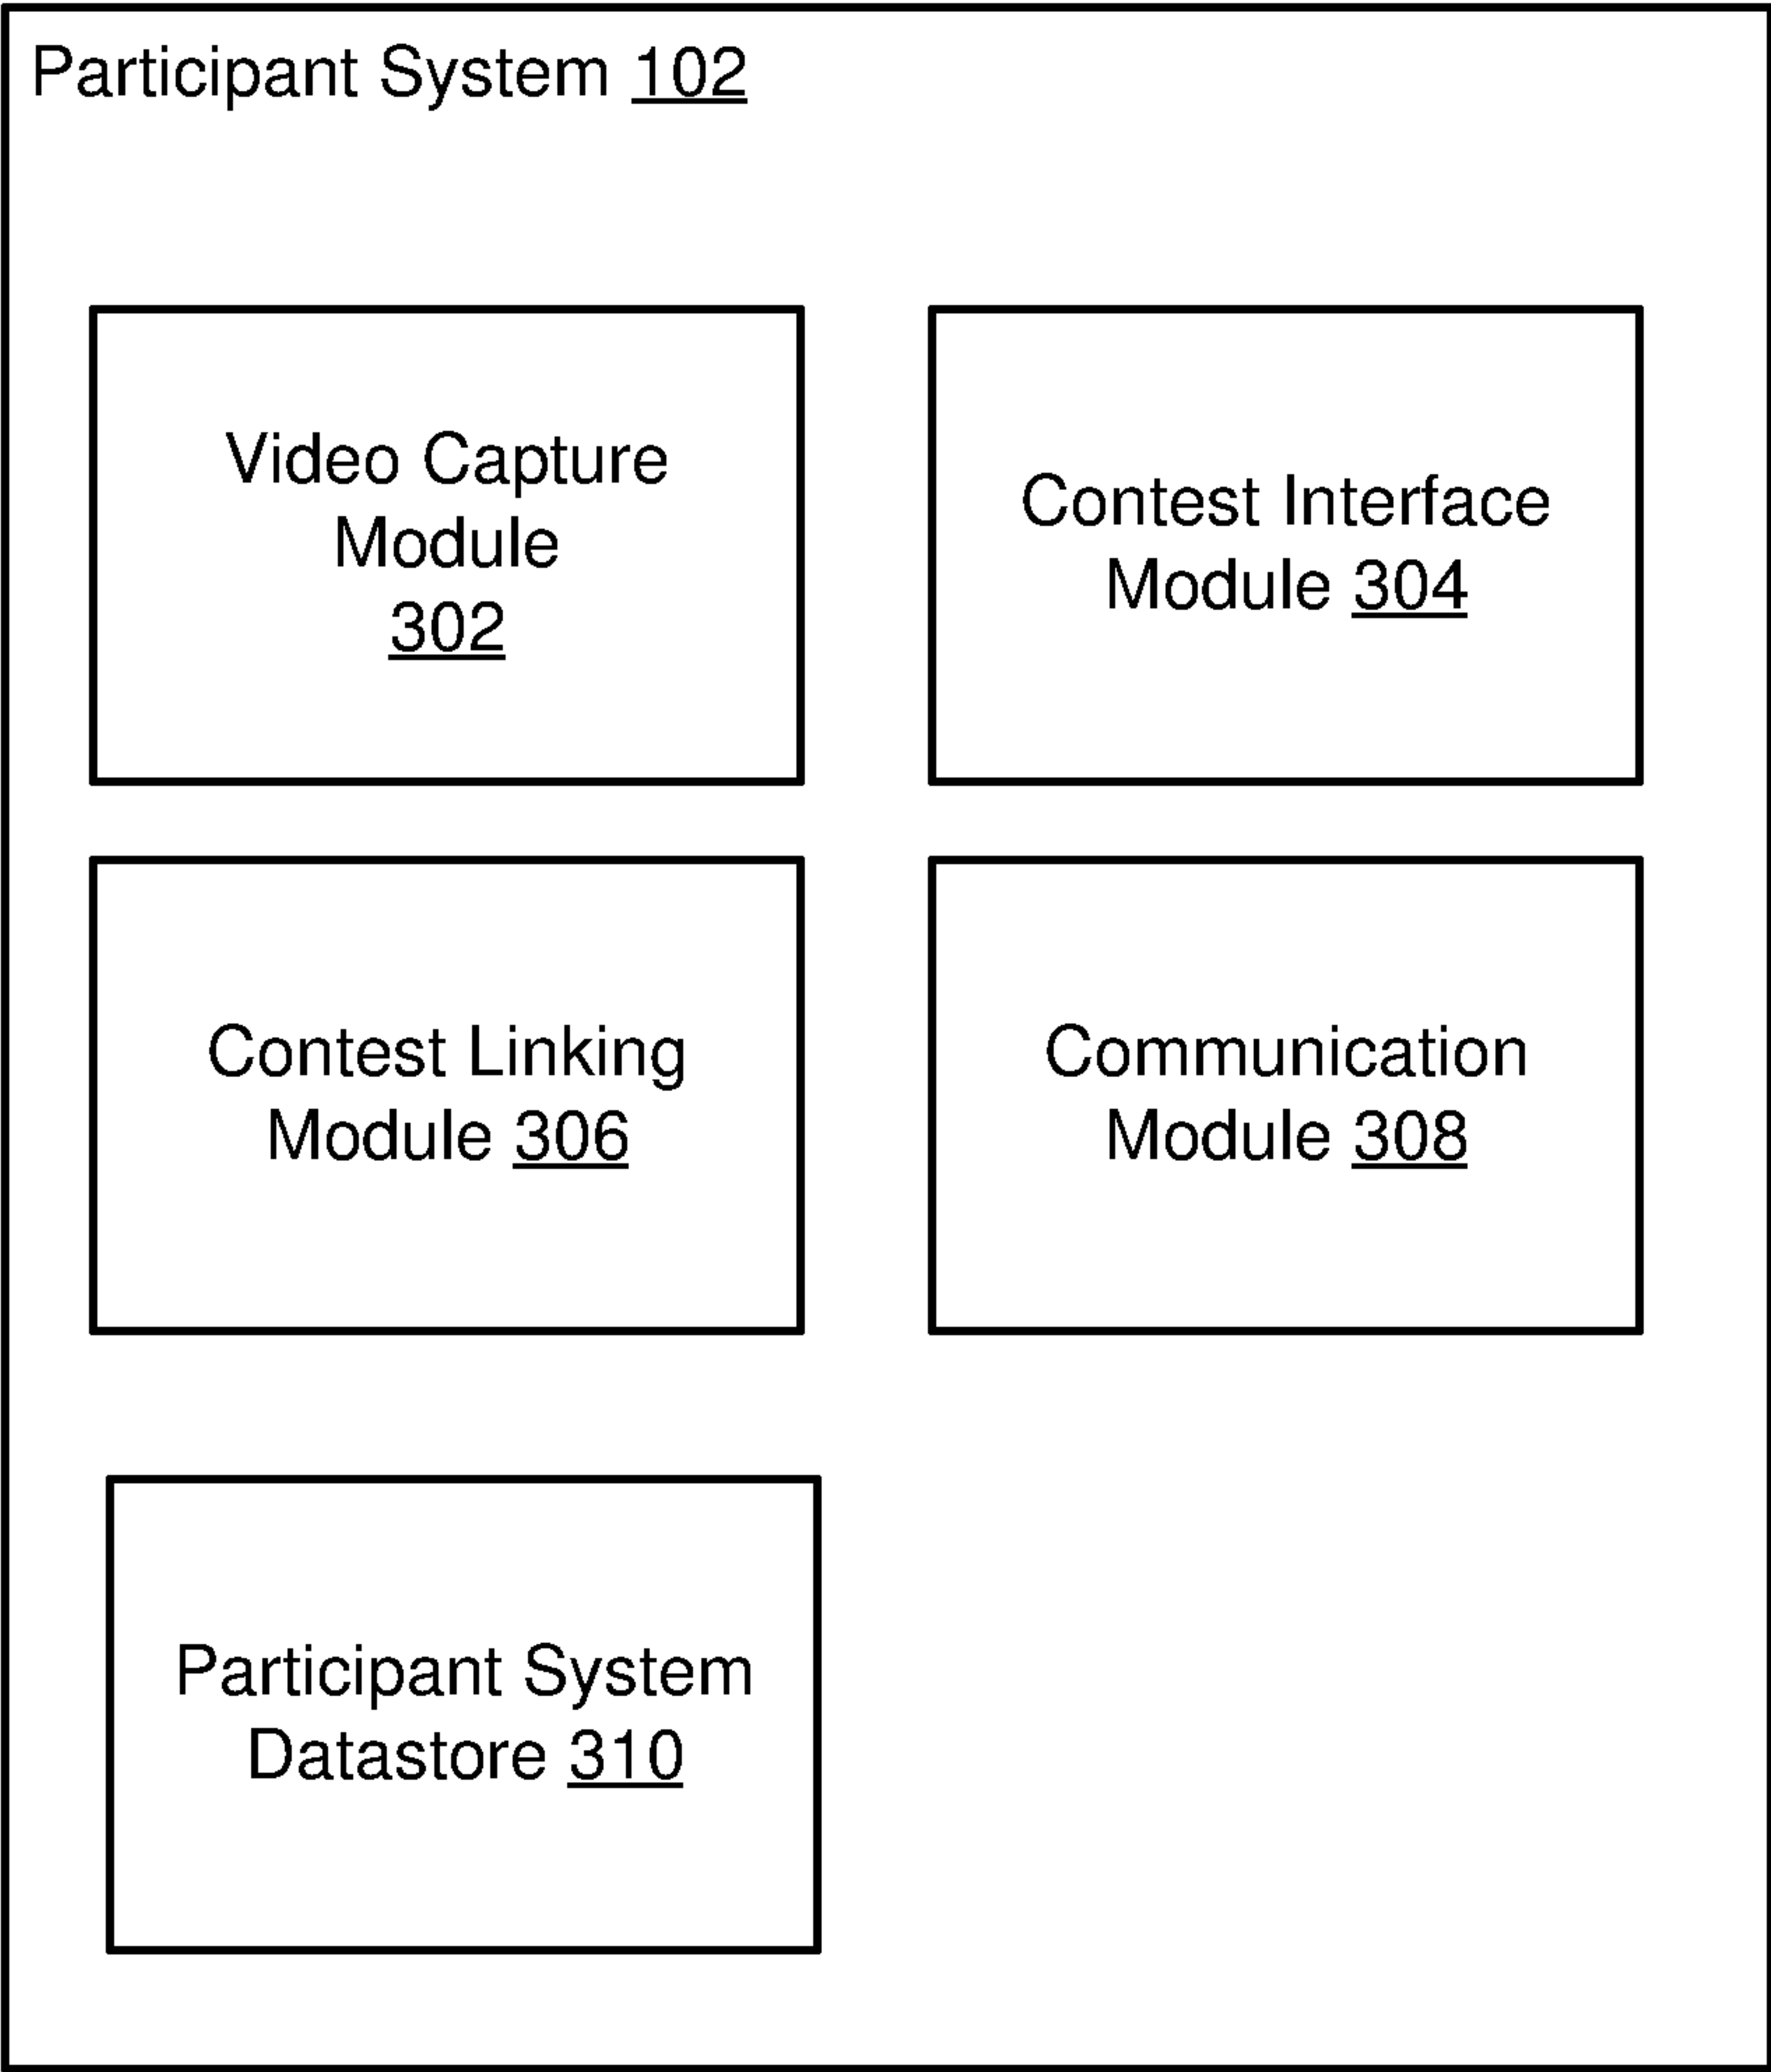 Participant System 102
Video Capture
Module
302
Contest Interface
Module 304
Contest Linking
Module 306
Communication
Module 308
Participant System
Datastore 310